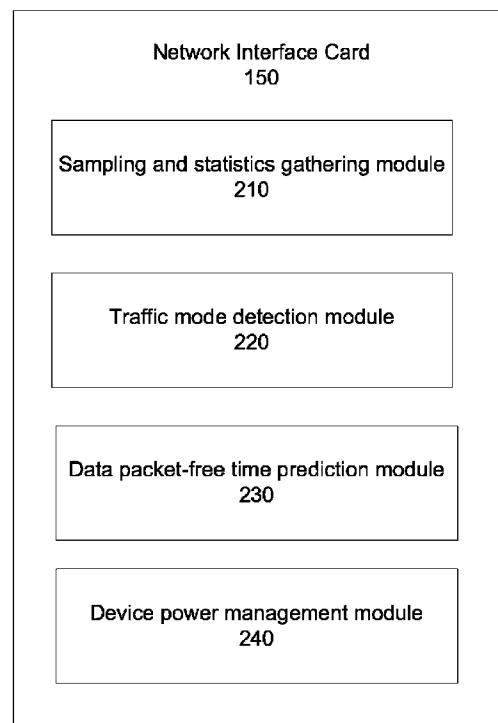 Network Interface Card
150
Sampling and statistics gathering module
210
Traffic mode detection module
220
Data packet-free time prediction module
230
Device power management module
240